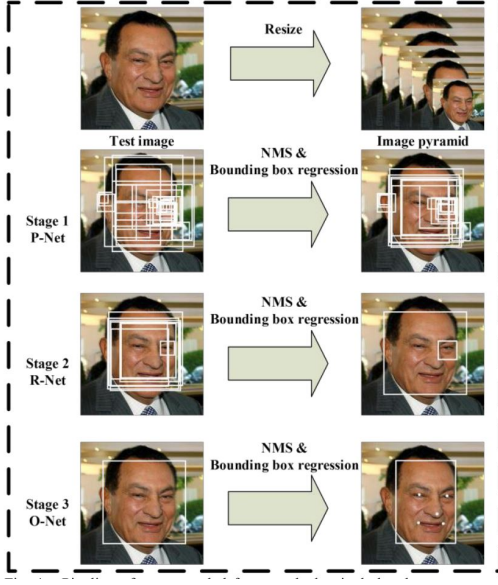 Resize
Test image
Image pyramid
NMS &
Bounding box regression
Stage 1
P-Net
NMS &
Bounding box regression
Stage 2
R-Net
NMS &
Bounding box regression
Stage 3
O-Net